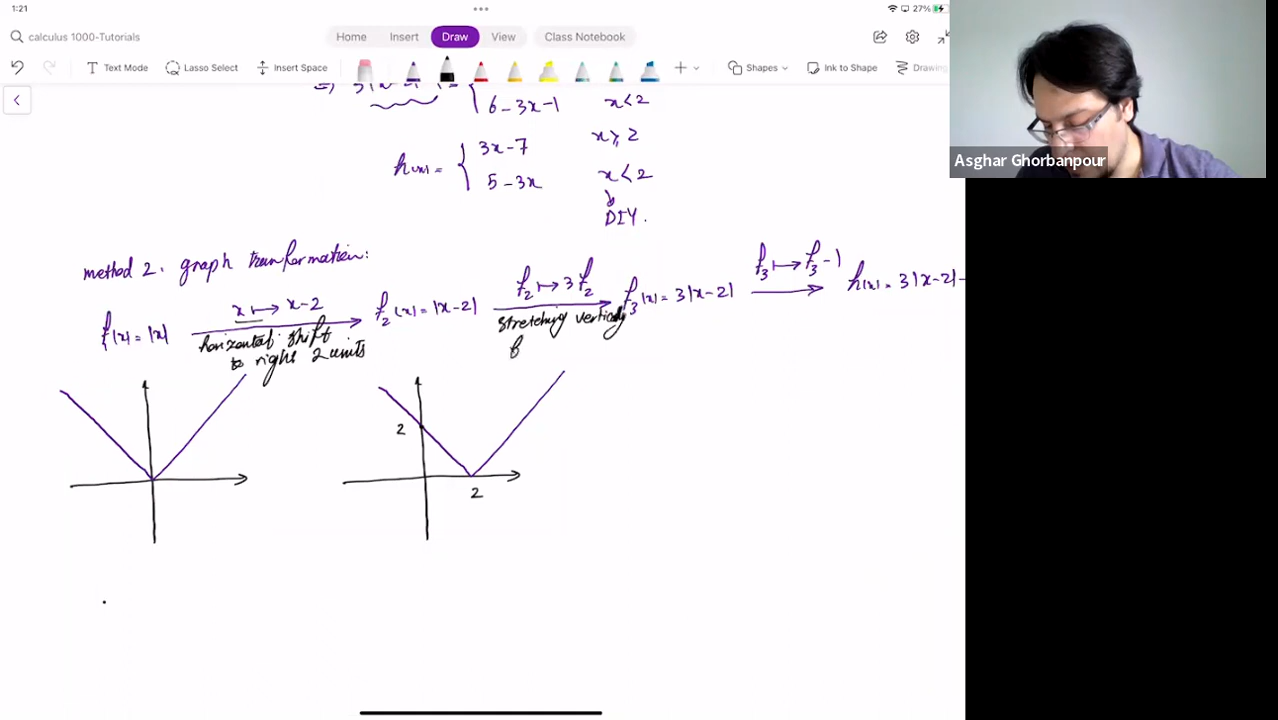 1:21
27%
calculus 1000-Tutorials
Home Insert Draw View Class Notebook
Text Mode Lasso Select Insert Space Shapes Ink to Shape Drawing
Asghar Ghorbanpour
6-3x-1 x<2
h(x) = { 3x-7 x⩾2
5-3x x<2
DIY.
method 2. graph transformation:
f(x) = |x| x ↦ x-2 f₂(x) = |x-2| f₂ ↦ 3f₂ f₃(x) = 3|x-2| f₃ ↦ f₃-1 h(x) = 3|x-2|-
horizontal shift
to right 2 units
stretching vertically
2
2